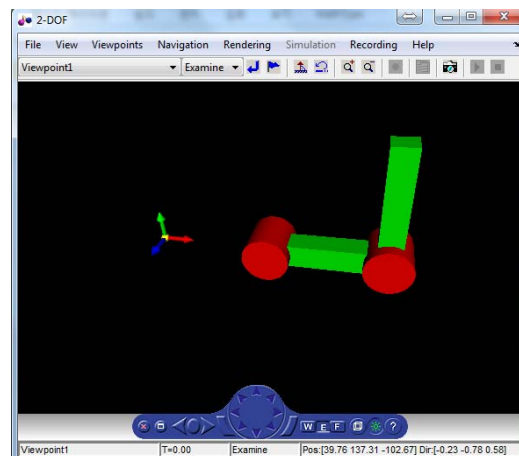 2-DOF
File View Viewpoints Navigation Rendering Simulation Recording Help
Viewpoint1 Examine
W E F ?
Viewpoint1 T=0.00 Examine Pos:[39.76 137.31 -102.67] Dir:[-0.23 -0.78 0.58]